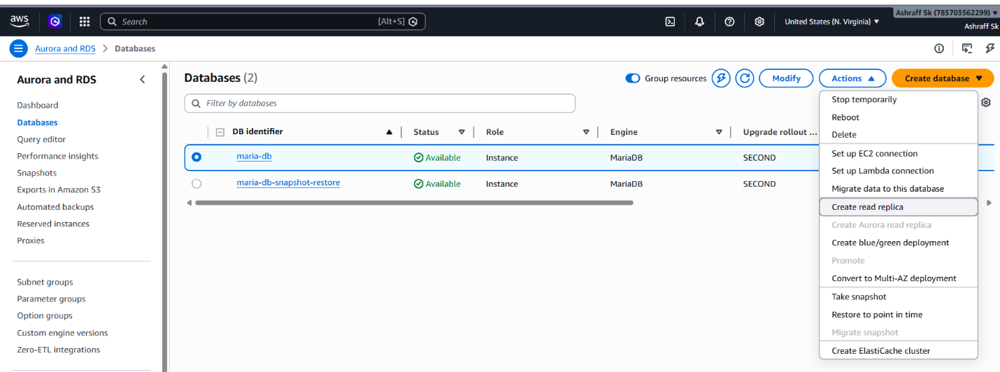 aws
Search [Alt+S]
United States (N. Virginia) ▼
Ashraff Sk (785703562299) ▼
Ashraff Sk
Aurora and RDS > Databases
Aurora and RDS
Dashboard
Databases
Query editor
Performance insights
Snapshots
Exports in Amazon S3
Automated backups
Reserved instances
Proxies
Subnet groups
Parameter groups
Option groups
Custom engine versions
Zero-ETL integrations
Databases (2)
Group resources
Modify
Actions
Create database
Filter by databases
DB identifier Status Role Engine Upgrade rollout ...
maria-db Available Instance MariaDB SECOND
maria-db-snapshot-restore Available Instance MariaDB SECOND
Stop temporarily
Reboot
Delete
Set up EC2 connection
Set up Lambda connection
Migrate data to this database
Create read replica
Create Aurora read replica
Create blue/green deployment
Promote
Convert to Multi-AZ deployment
Take snapshot
Restore to point in time
Migrate snapshot
Create ElastiCache cluster